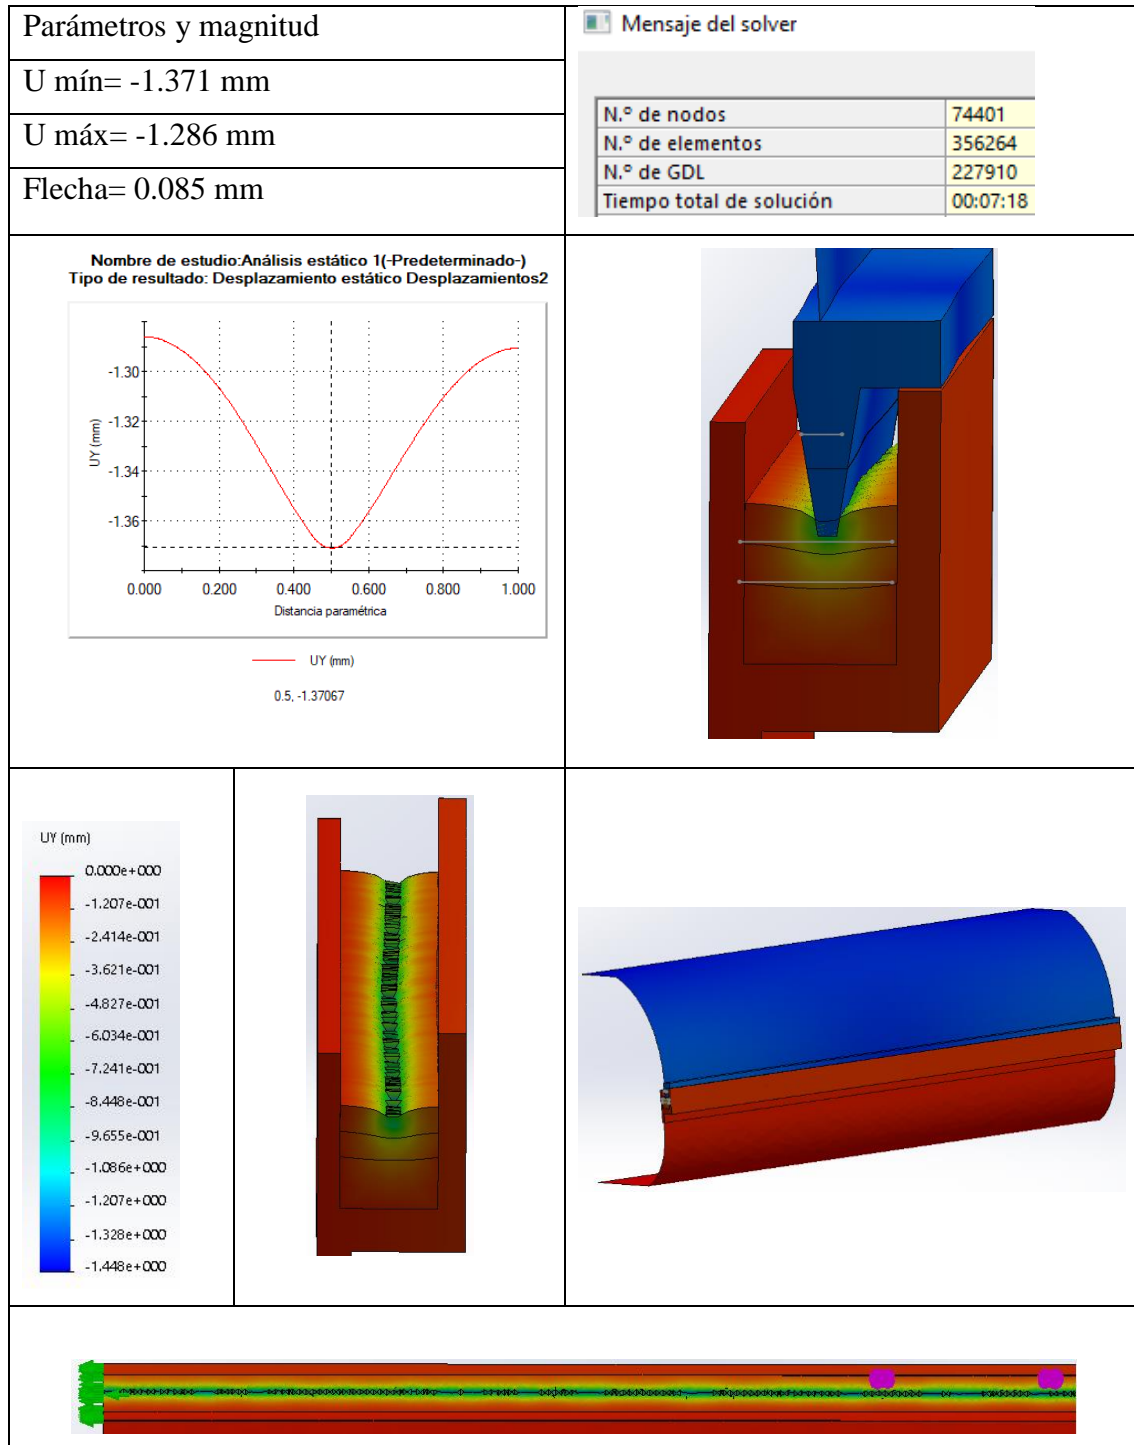 Parámetros y magnitud
U mín= -1.371 mm
U máx= -1.286 mm
Flecha= 0.085 mm
Mensaje del solver
N.º de nodos 74401
N.º de elementos 356264
N.º de GDL 227910
Tiempo total de solución 00:07:18
Nombre de estudio:Análisis estático 1(-Predeterminado-)
Tipo de resultado: Desplazamiento estático Desplazamientos2
-1.30
-1.32
-1.34
-1.36
UY (mm)
0.000 0.200 0.400 0.600 0.800 1.000
Distancia paramétrica
UY (mm)
0.5, -1.37067
UY (mm)
0.000e+000
-1.207e-001
-2.414e-001
-3.621e-001
-4.827e-001
-6.034e-001
-7.241e-001
-8.448e-001
-9.655e-001
-1.086e+000
-1.207e+000
-1.328e+000
-1.448e+000